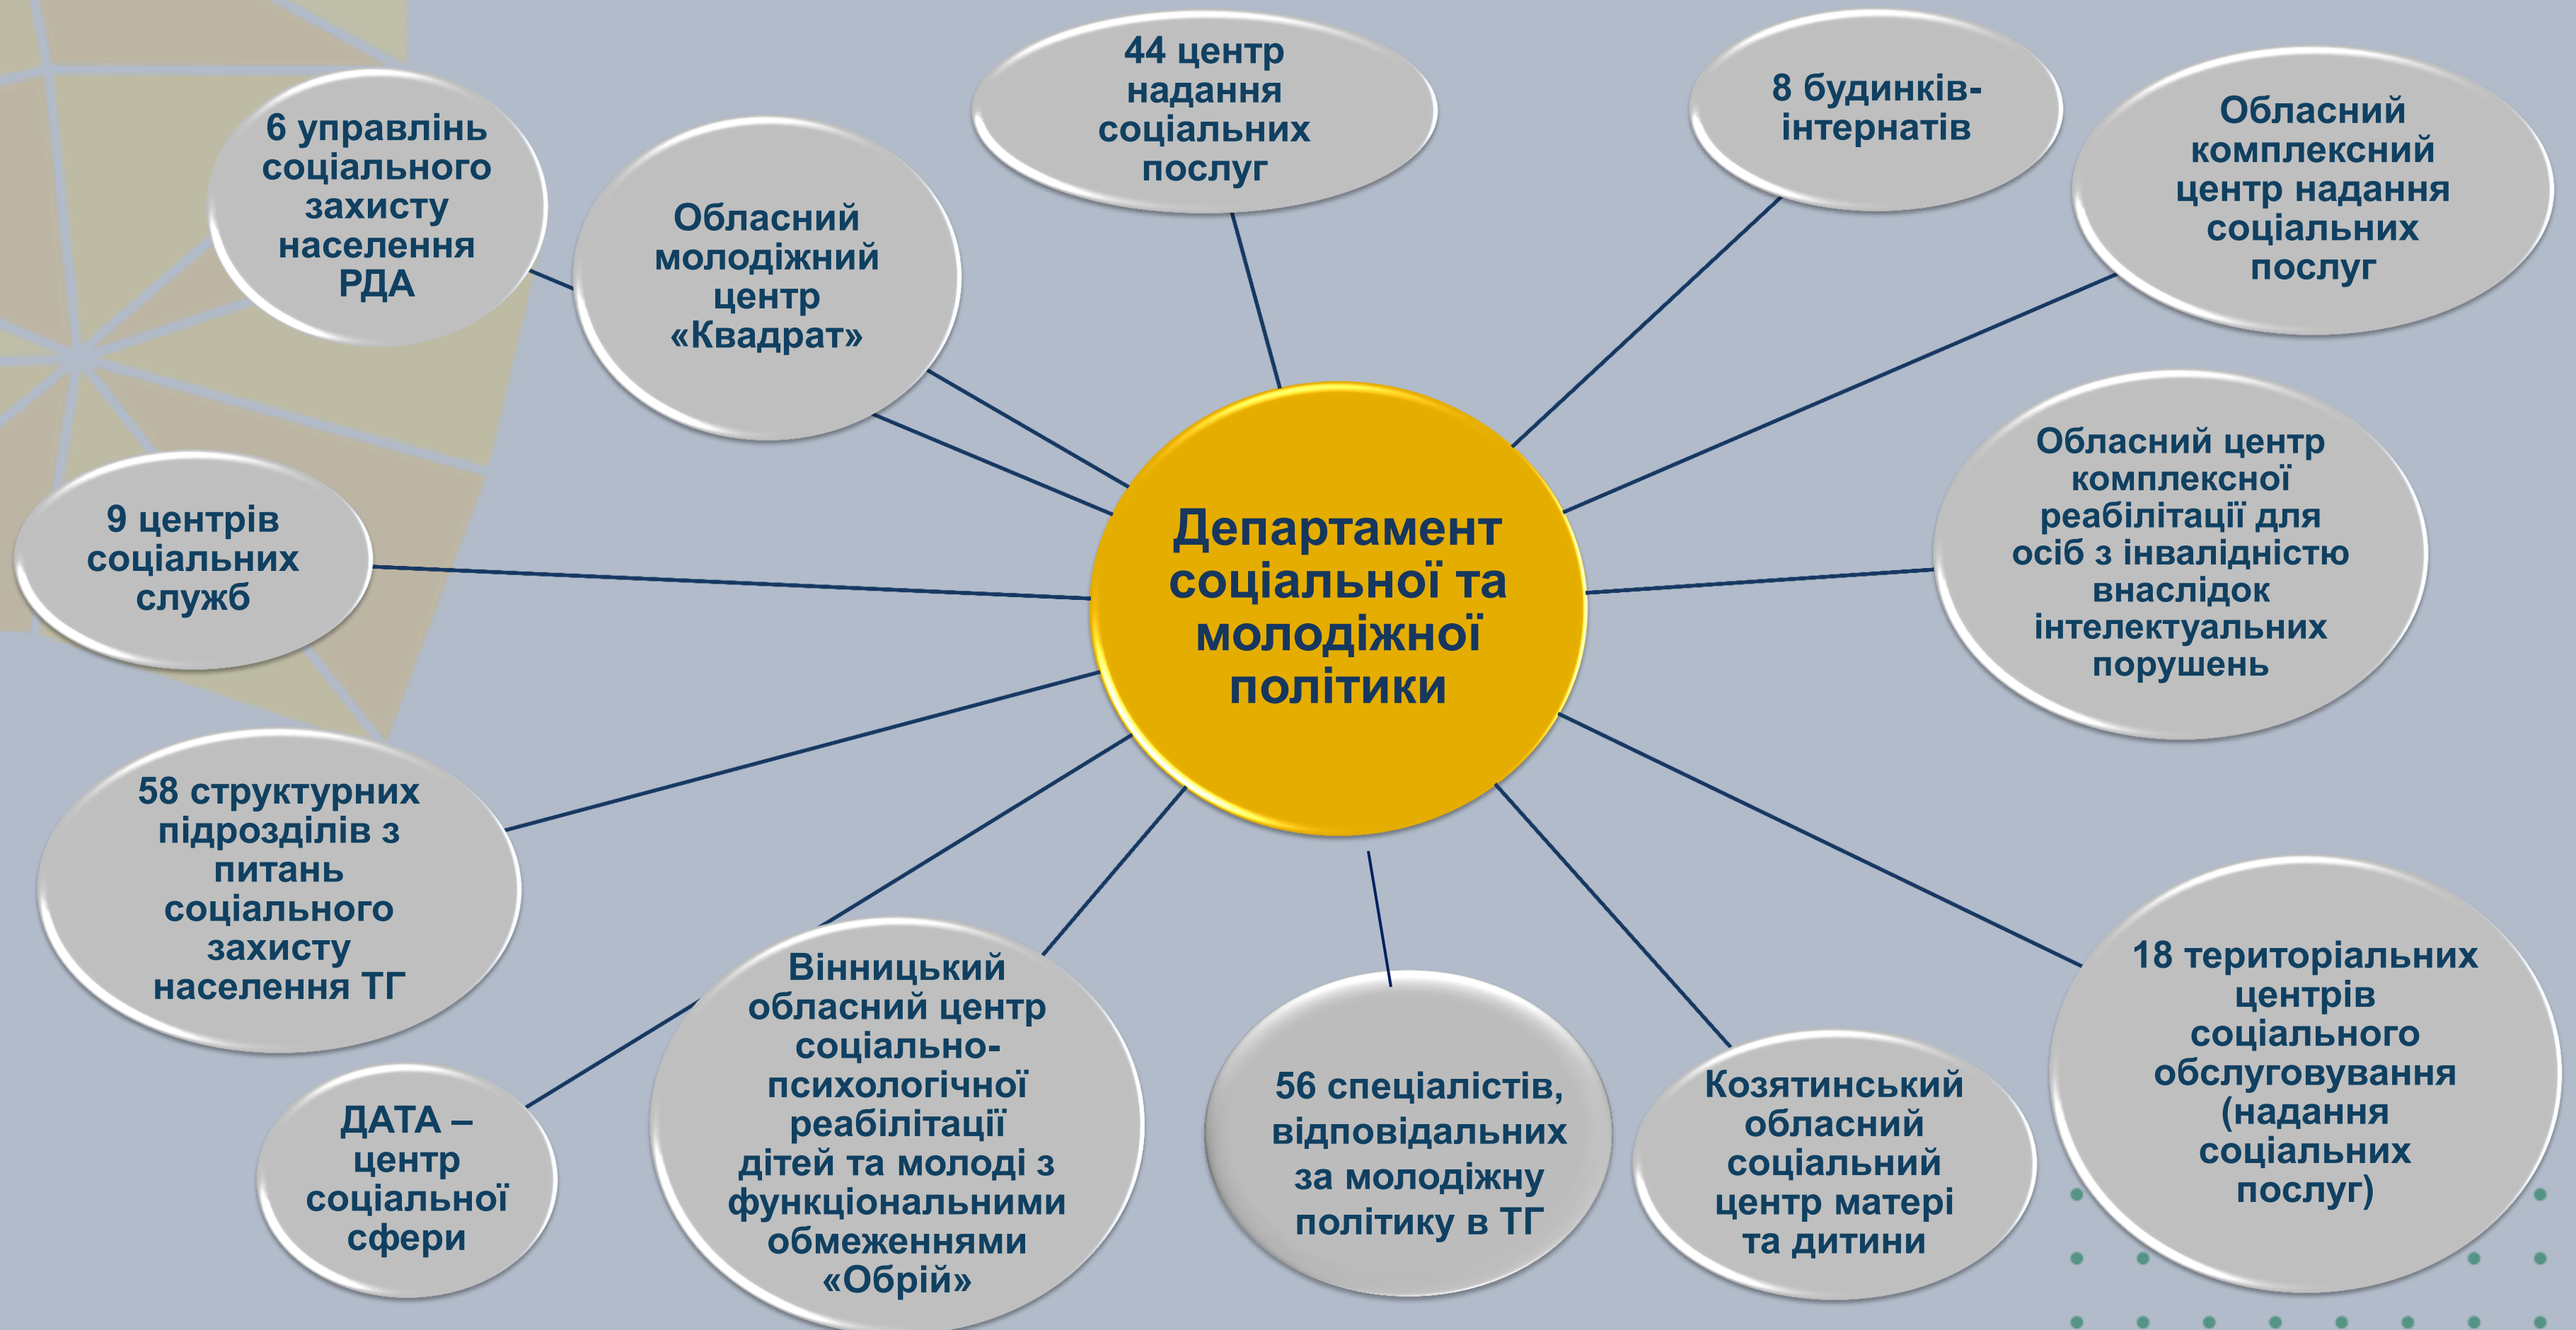 44 центр
надання
соціальних
послуг
8 будинків-
інтернатів
Обласний
комплексний
центр надання
соціальних
послуг
6 управлінь
соціального
захисту
населення
РДА
Обласний
молодіжний
центр
«Квадрат»
Обласний центр
комплексної
реабілітації для
осіб з інвалідністю
внаслідок
інтелектуальних
порушень
9 центрів
соціальних
служб
Департамент
соціальної та
молодіжної
політики
58 структурних
підрозділів з
питань
соціального
захисту
населення ТГ
ДАТА –
центр
соціальної
сфери
Вінницький
обласний центр
соціально-
психологічної
реабілітації
дітей та молоді з
функціональними
обмеженнями
«Обрій»
56 спеціалістів,
відповідальних
за молодіжну
політику в ТГ
Козятинський
обласний
соціальний
центр матері
та дитини
18 територіальних
центрів
соціального
обслуговування
(надання
соціальних
послуг)